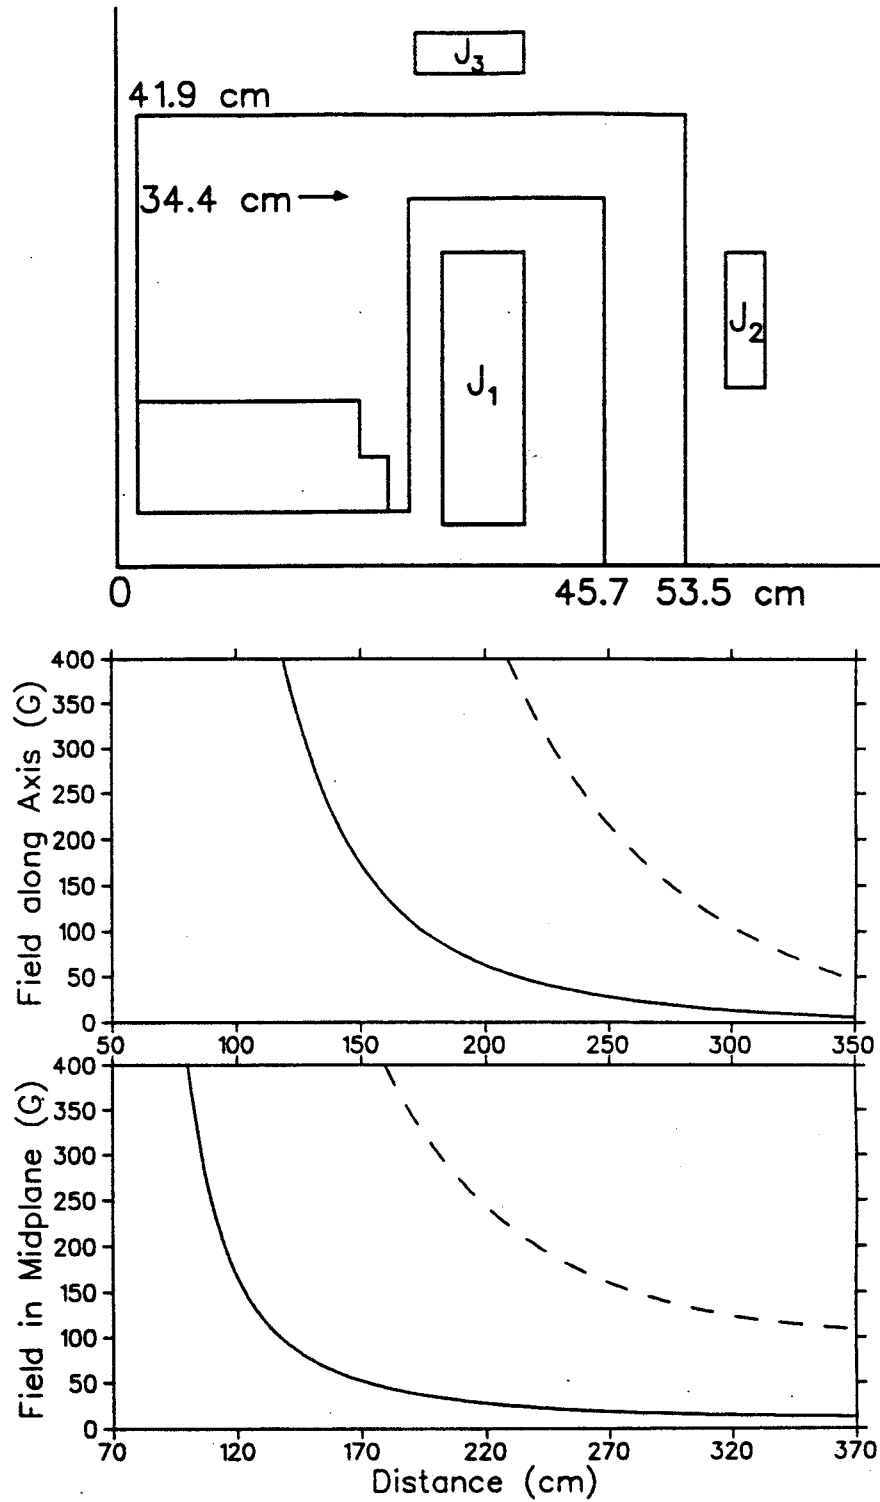 J3
41.9 cm
34.4 cm
J1
J2
0
45.7 53.5 cm
Field along Axis (G)
400
350
300
250
200
150
100
50
0
50 100 150 200 250 300 350
Field in Midplane (G)
400
350
300
250
200
150
100
50
0
70 120 170 220 270 320 370
Distance (cm)